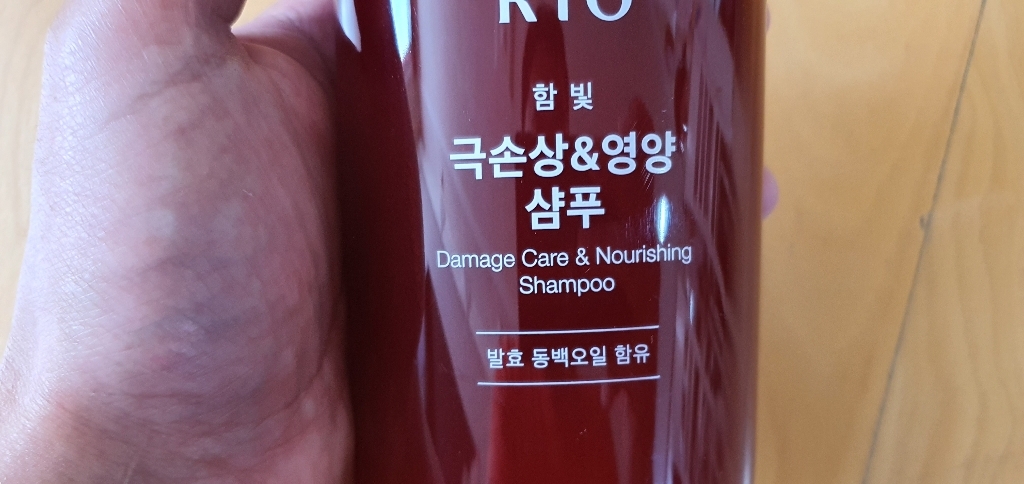 RYO
함빛
극손상&영양
샴푸
Damage Care & Nourishing
Shampoo
발효 동백오일 함유